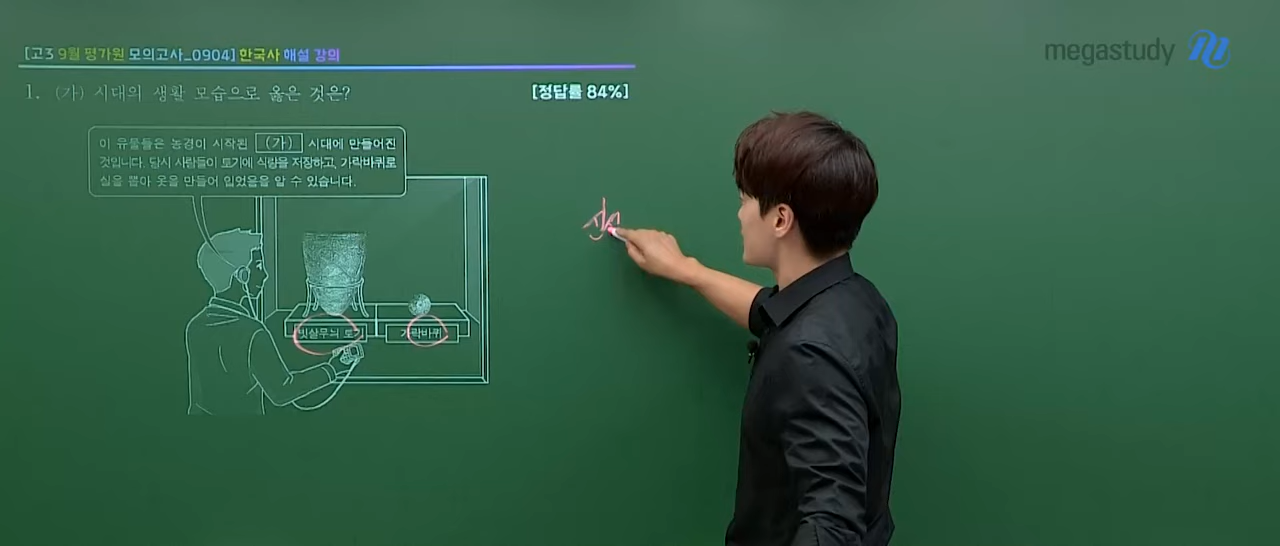 [고3 9월 평가원 모의고사_0904] 한국사 해설 강의
megastudy
1. (가) 시대의 생활 모습으로 옳은 것은?
[정답률 84%]
이 유물들은 농경이 시작된 (가) 시대에 만들어진
것입니다. 당시 사람들이 토기에 식량을 저장하고, 가락바퀴로
실을 뽑아 옷을 만들어 입었음을 알 수 있습니다.
빗살무늬 토기
가락바퀴